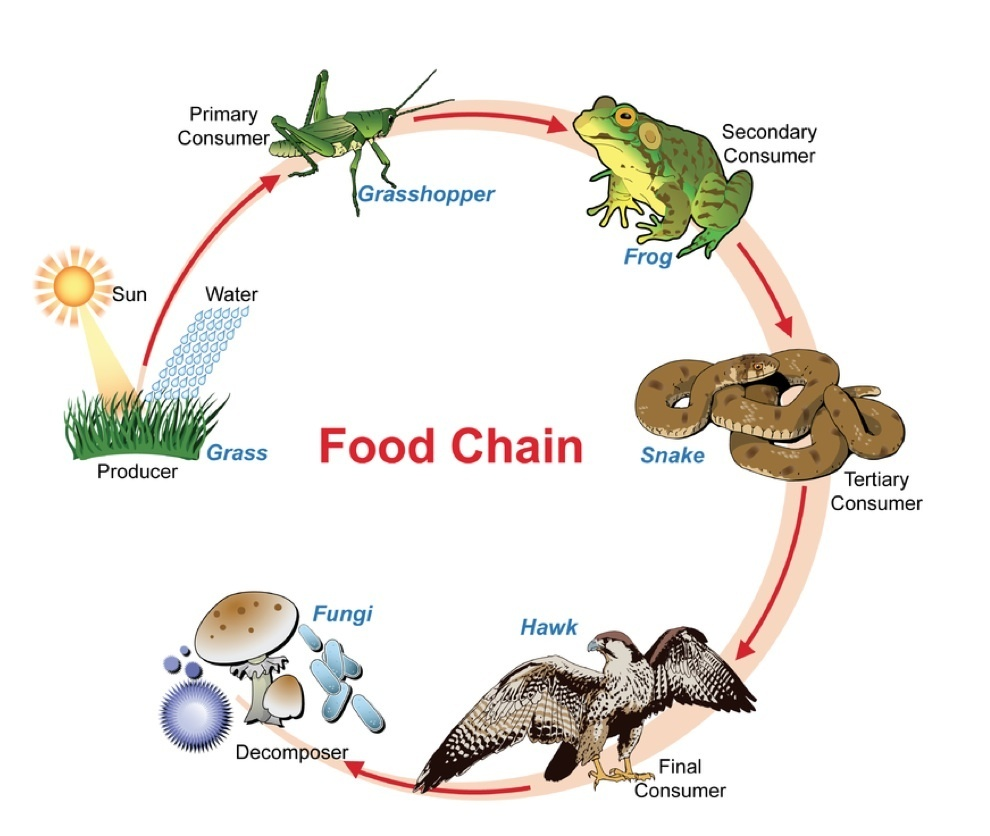 Primary
Consumer
Grasshopper
Secondary
Consumer
Frog
Sun
Water
Grass
Producer
Food Chain
Snake
Tertiary
Consumer
Fungi
Hawk
Decomposer
Final
Consumer